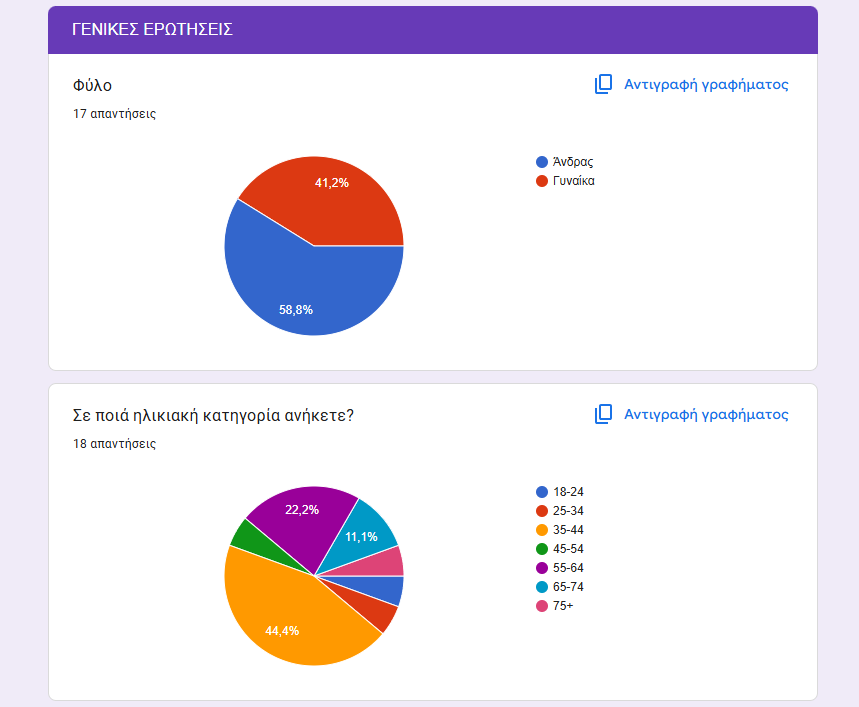 ΓΕΝΙΚΕΣ ΕΡΩΤΗΣΕΙΣ
Φύλο
Αντιγραφή γραφήματος
17 απαντήσεις
Άνδρας
Γυναίκα
41,2%
58,8%
Σε ποιά ηλικιακή κατηγορία ανήκετε?
Αντιγραφή γραφήματος
18 απαντήσεις
18-24
25-34
35-44
45-54
55-64
65-74
75+
22,2%
11,1%
44,4%